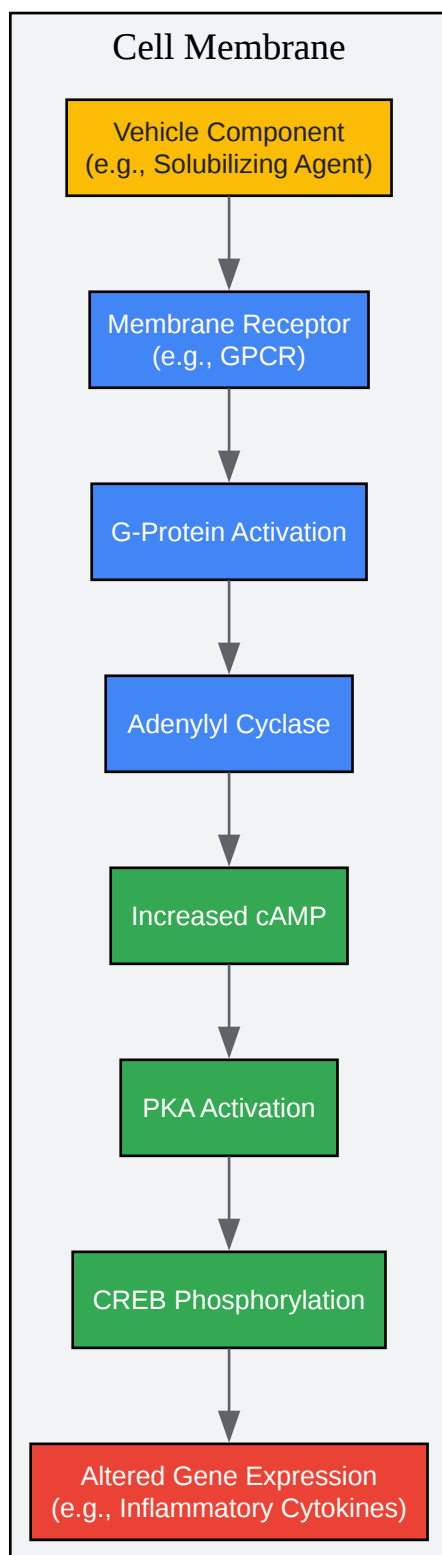 Cell Membrane
Vehicle Component
(e.g., Solubilizing Agent)
Membrane Receptor
(e.g., GPCR)
G-Protein Activation
Adenylyl Cyclase
Increased cAMP
PKA Activation
CREB Phosphorylation
Altered Gene Expression
(e.g., Inflammatory Cytokines)